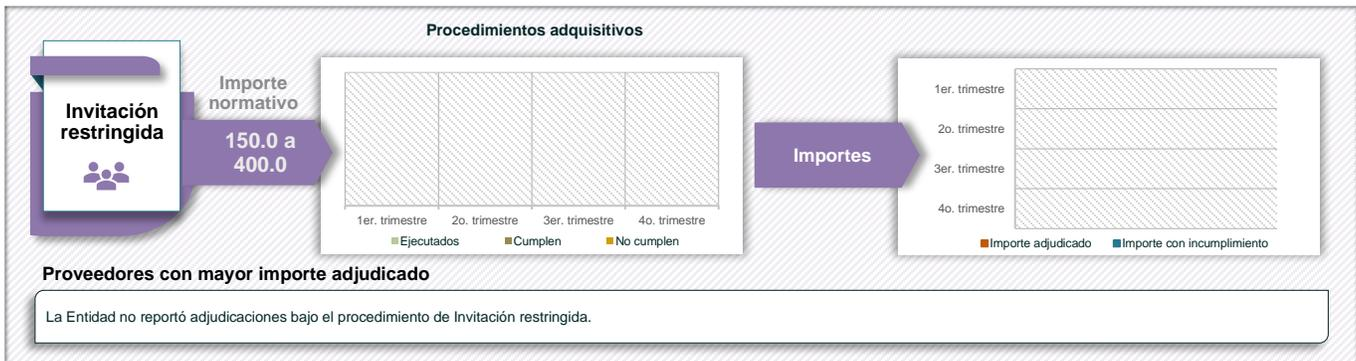 Procedimientos adquisitivos
Invitación
restringida
Importe
normativo
150.0 a
400.0
1er. trimestre
2o. trimestre
3er. trimestre
4o. trimestre
Ejecutados
Cumplen
No cumplen
Importes
1er. trimestre
2o. trimestre
3er. trimestre
4o. trimestre
Importe adjudicado
Importe con incumplimiento
Proveedores con mayor importe adjudicado
La Entidad no reportó adjudicaciones bajo el procedimiento de Invitación restringida.